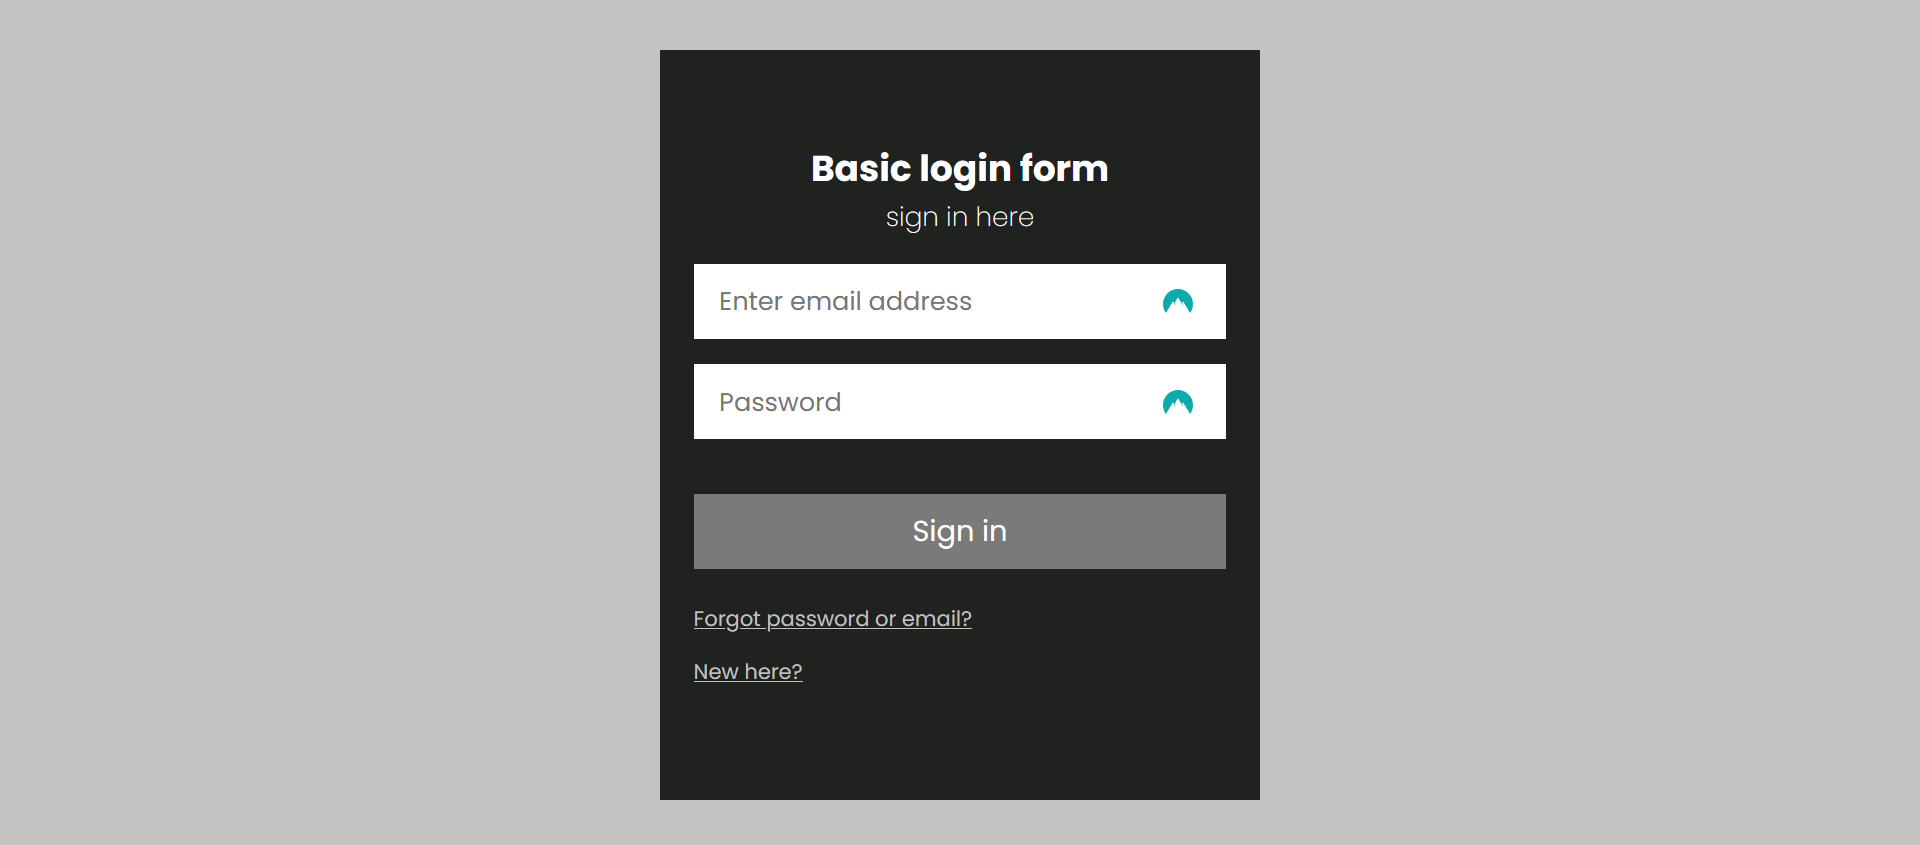 Basic login form
sign in here
Enter email address
Password
Sign in
Forgot password or email?
New here?